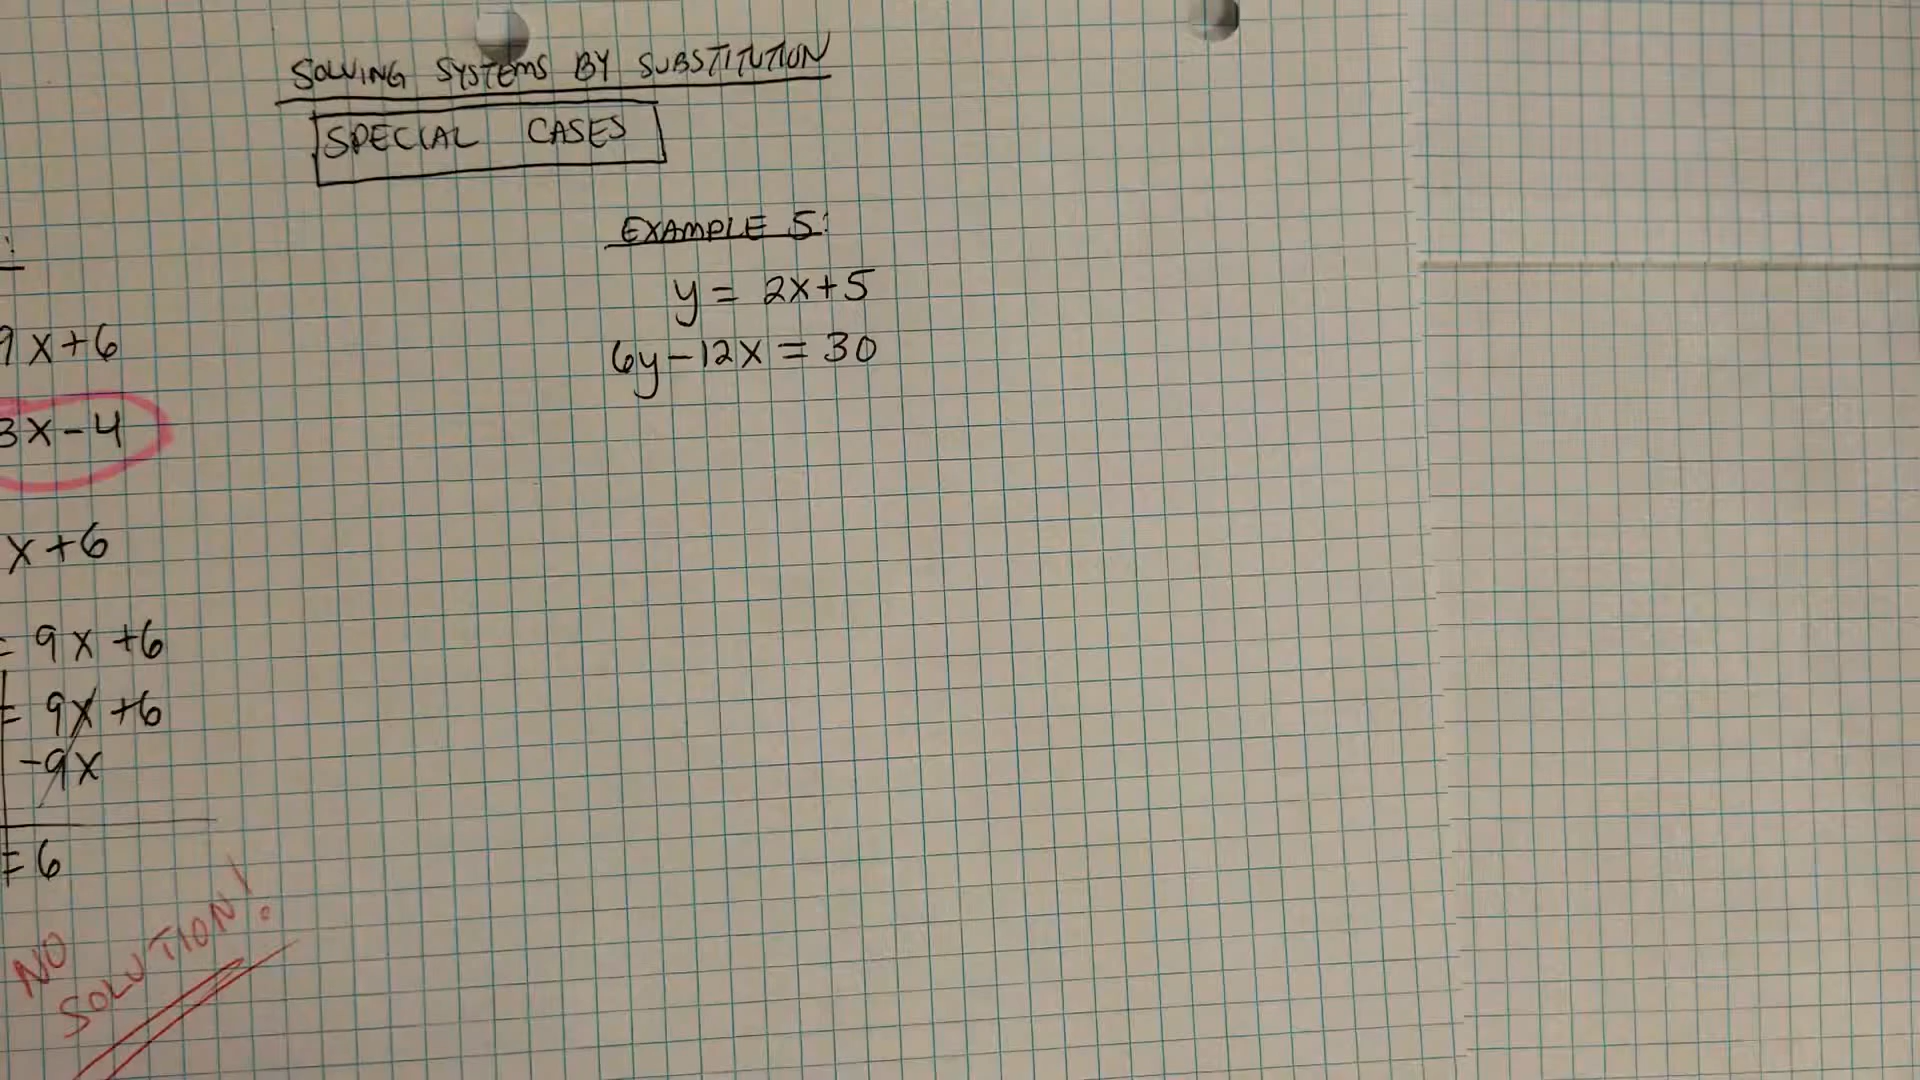 SOLVING SYSTEMS BY SUBSTITUTION
SPECIAL CASES
:
9x+6
3x-4
x+6
= 9x+6
= 9x+6
-9x
= 6
NO
SOLUTION!
EXAMPLE 5:
y = 2x+5
6y-12x = 30